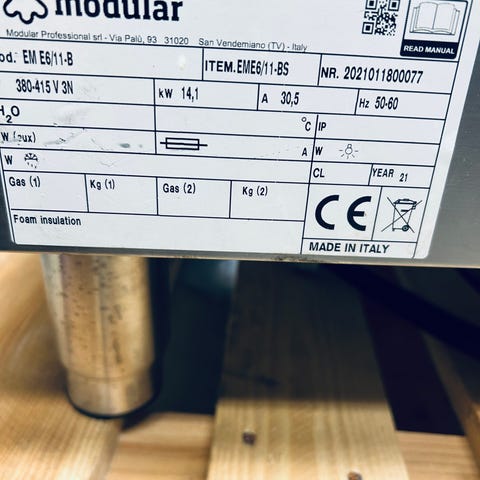 modular
Modular Professional srl - Via Palù, 93 31020 San Vendemiano (TV) - Italy
READ MANUAL
od. EM E6/11-B
ITEM.EME6/11-BS
NR. 2021011800077
380-415 V 3N
kW 14,1
A 30,5
Hz 50-60
H2O
°C
IP
W (aux)
A
W
W
CL
YEAR 21
Gas (1)
Kg (1)
Gas (2)
Kg (2)
CE
Foam insulation
MADE IN ITALY